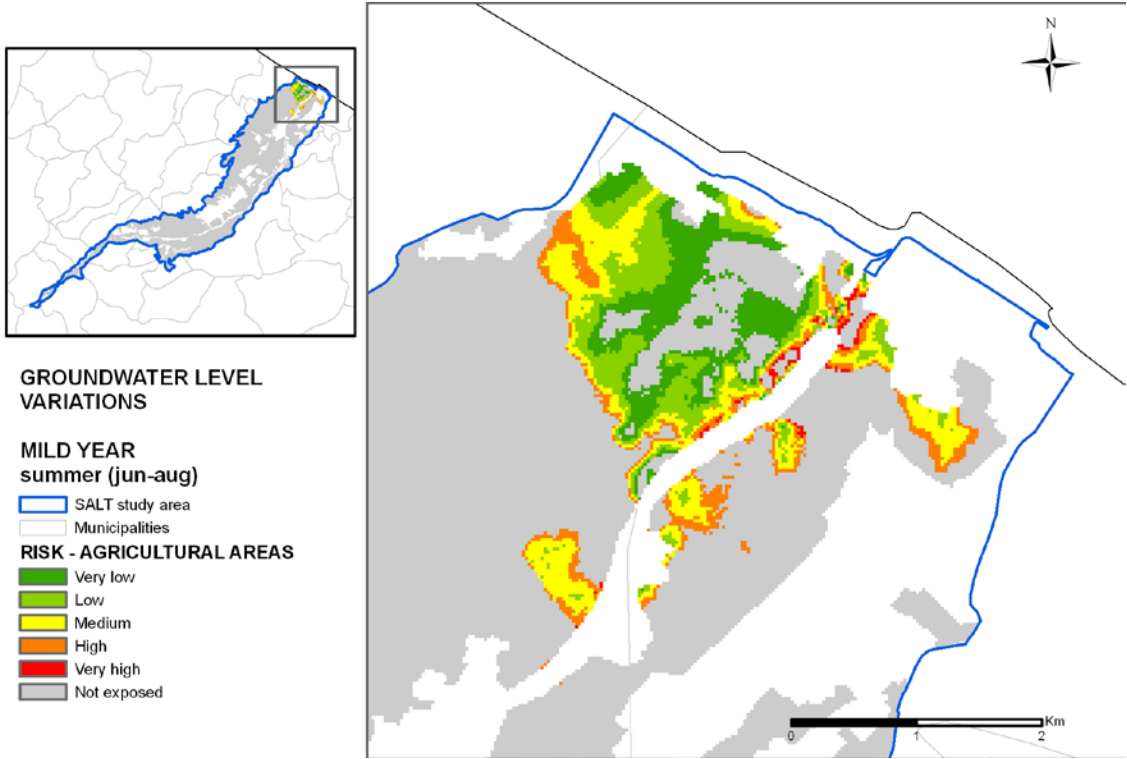 N
GROUNDWATER LEVEL
VARIATIONS
MILD YEAR
summer (jun-aug)
SALT study area
Municipalities
RISK - AGRICULTURAL AREAS
Very low
Low
Medium
High
Very high
Not exposed
Km
0 1 2